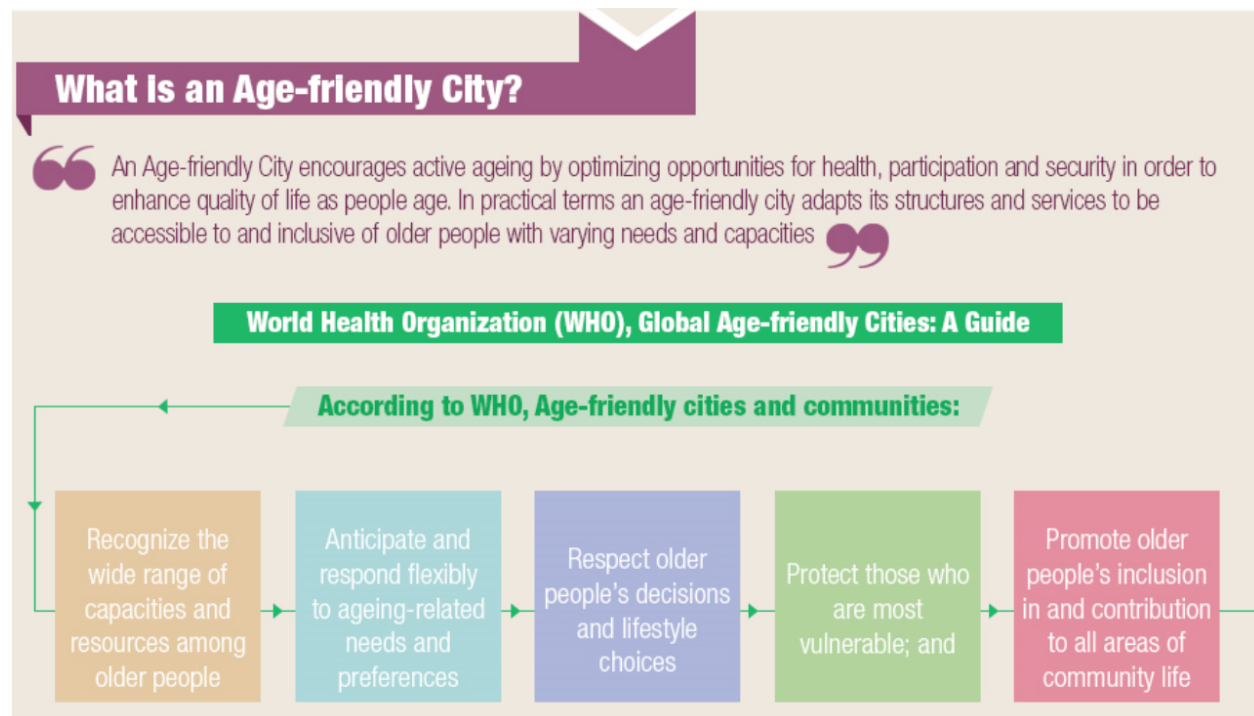 What is an Age-friendly City?
“ An Age-friendly City encourages active ageing by optimizing opportunities for health, participation and security in order to
enhance quality of life as people age. In practical terms an age-friendly city adapts its structures and services to be
accessible to and inclusive of older people with varying needs and capacities ”
World Health Organization (WHO), Global Age-friendly Cities: A Guide
According to WHO, Age-friendly cities and communities:
Recognize the
wide range of
capacities and
resources among
older people
Anticipate and
respond flexibly
to ageing-related
needs and
preferences
Respect older
people's decisions
and lifestyle
choices
Protect those who
are most
vulnerable; and
Promote older
people's inclusion
in and contribution
to all areas of
community life